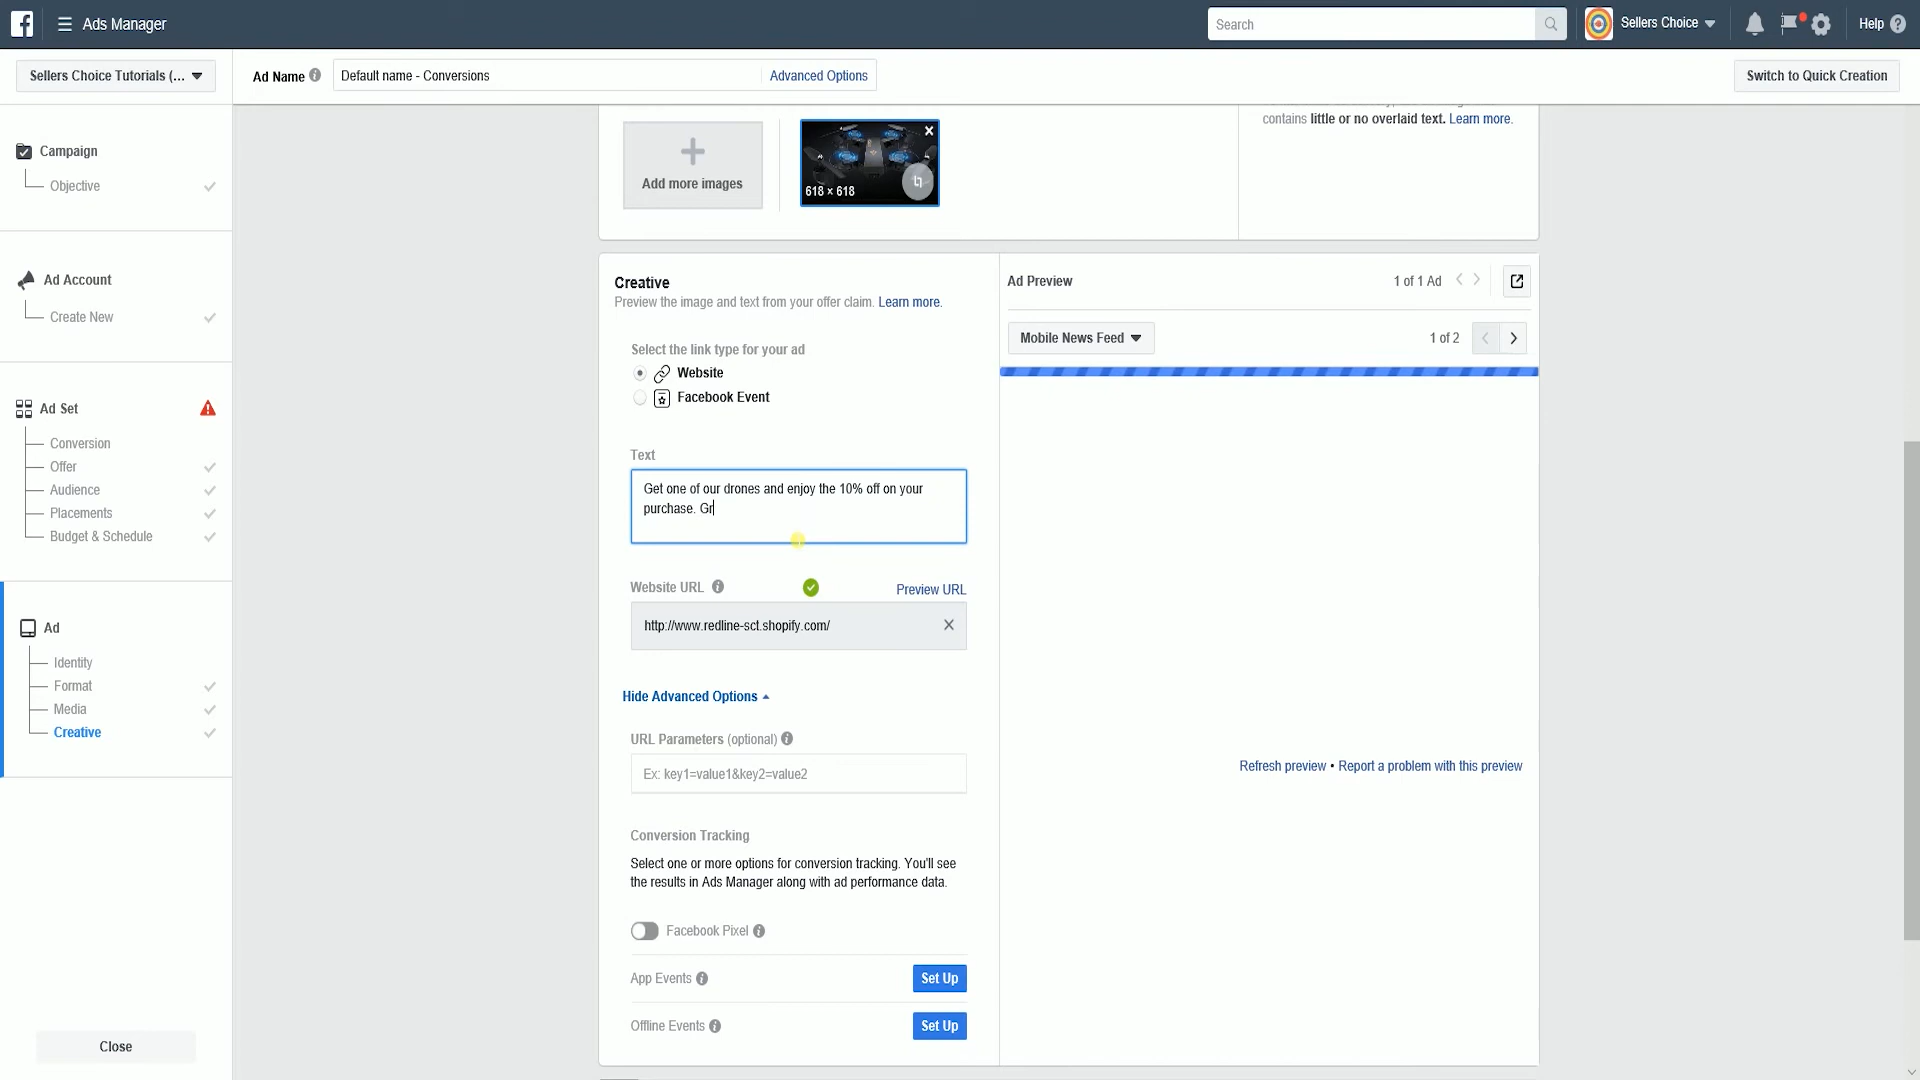 Ads Manager
Search
Sellers Choice
Help
Sellers Choice Tutorials (...
Ad Name
Default name - Conversions
Advanced Options
Switch to Quick Creation
Campaign
Objective
Ad Account
Create New
Ad Set
Conversion
Offer
Audience
Placements
Budget & Schedule
Ad
Identity
Format
Media
Creative
Close
Add more images
618 × 618
contains little or no overlaid text. Learn more.
Creative
Preview the image and text from your offer claim. Learn more.
Select the link type for your ad
Website
Facebook Event
Text
Get one of our drones and enjoy the 10% off on your
purchase. Gr
Website URL
Preview URL
http://www.redline-sct.shopify.com/
Hide Advanced Options
URL Parameters (optional)
Ex: key1=value1&key2=value2
Conversion Tracking
Select one or more options for conversion tracking. You'll see
the results in Ads Manager along with ad performance data.
Facebook Pixel
App Events
Set Up
Offline Events
Set Up
Ad Preview
1 of 1 Ad
Mobile News Feed
1 of 2
Refresh preview • Report a problem with this preview